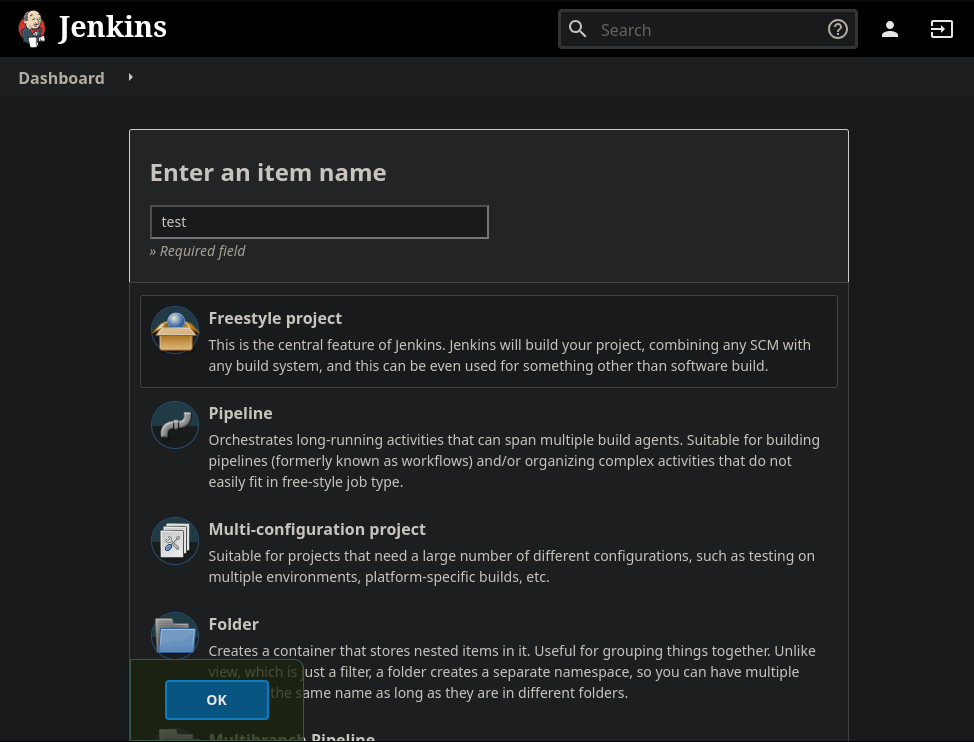 Jenkins
Search
Dashboard
Enter an item name
test
» Required field
Freestyle project
This is the central feature of Jenkins. Jenkins will build your project, combining any SCM with
any build system, and this can be even used for something other than software build.
Pipeline
Orchestrates long-running activities that can span multiple build agents. Suitable for building
pipelines (formerly known as workflows) and/or organizing complex activities that do not
easily fit in free-style job type.
Multi-configuration project
Suitable for projects that need a large number of different configurations, such as testing on
multiple environments, platform-specific builds, etc.
Folder
Creates a container that stores nested items in it. Useful for grouping things together. Unlike
view, which is just a filter, a folder creates a separate namespace, so you can have multiple
the same name as long as they are in different folders.
OK
Multibranch Pipeline